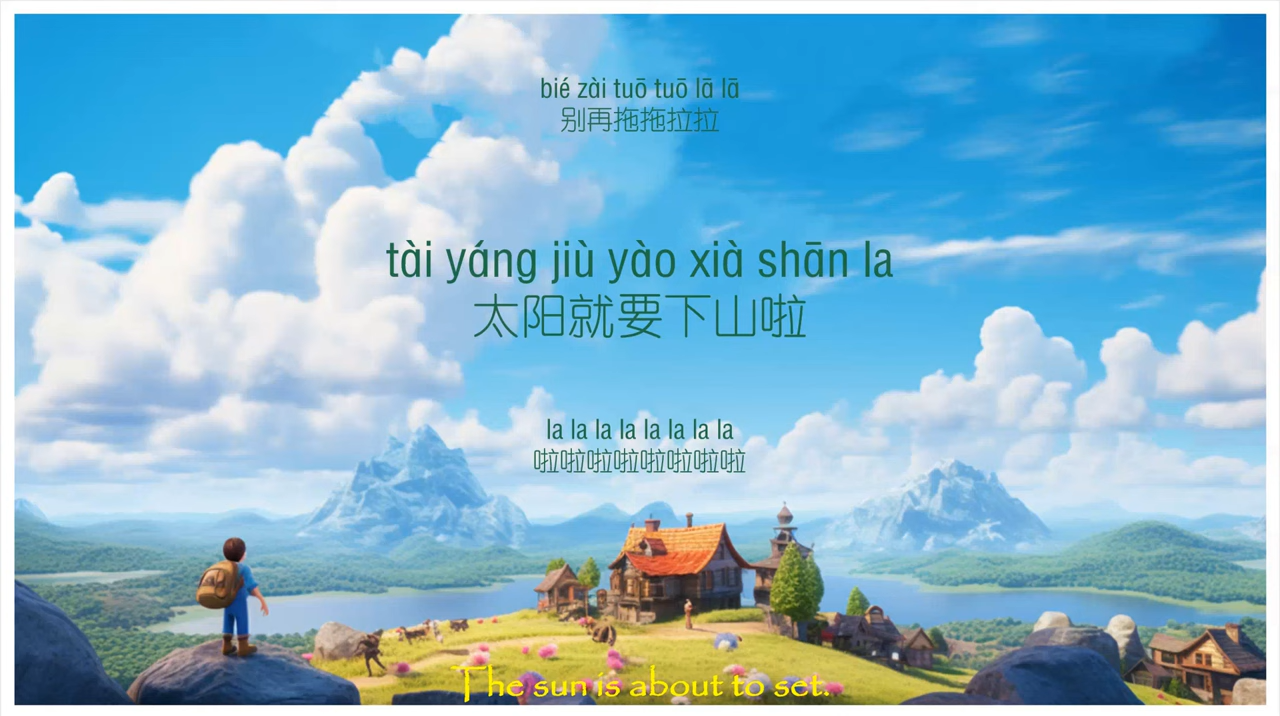 bié zài tuō tuō lā lā
别再拖拖拉拉
tài yáng jiù yào xià shān la
太阳就要下山啦
la la la la la la la la
啦啦啦啦啦啦啦啦
The sun is about to set.